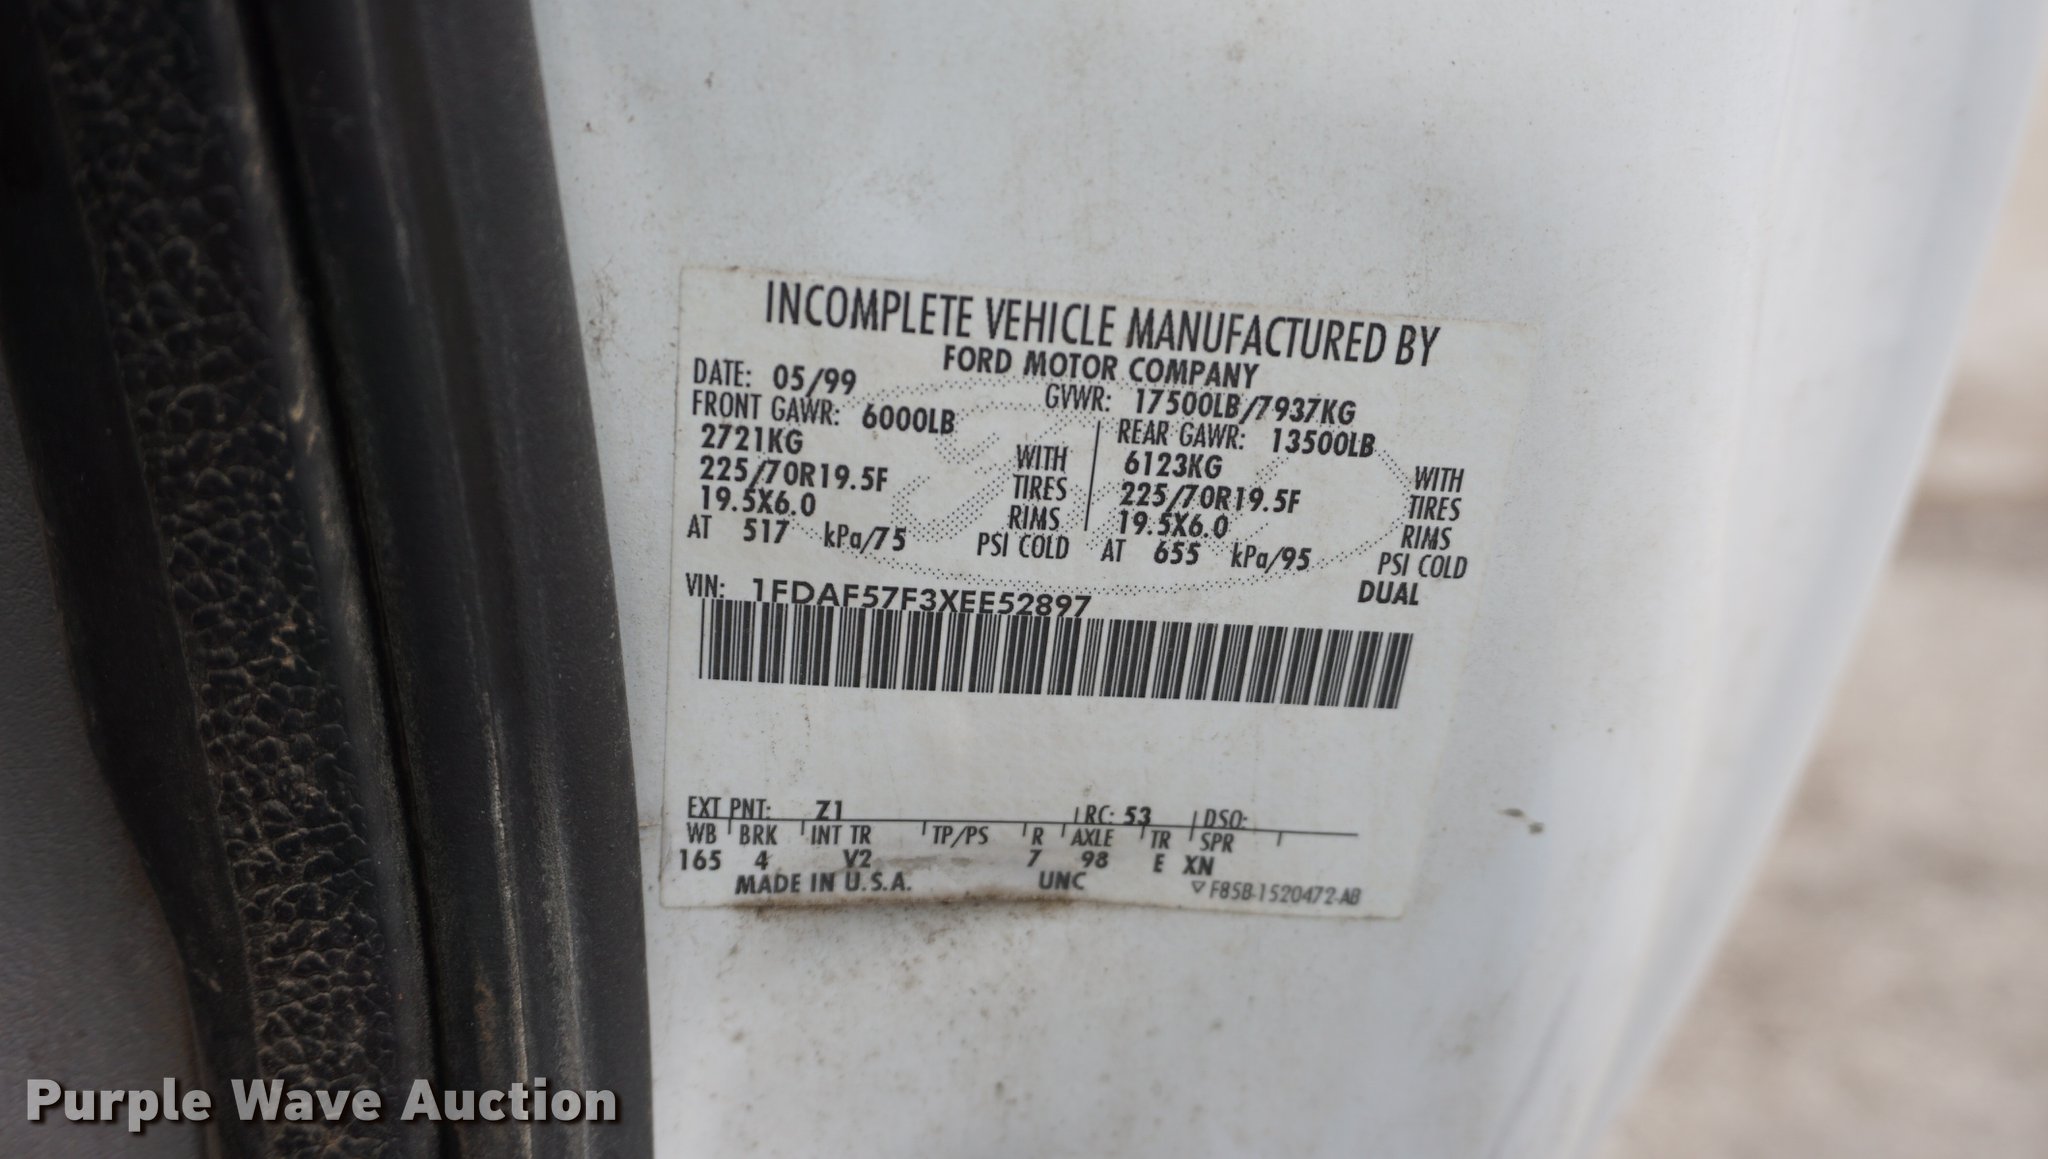 INCOMPLETE VEHICLE MANUFACTURED BY
FORD MOTOR COMPANY
DATE: 05/99 GVWR: 17500LB/7937KG
FRONT GAWR: 6000LB REAR GAWR: 13500LB
2721KG WITH 6123KG WITH
225/70R19.5F TIRES 225/70R19.5F TIRES
19.5X6.0 RIMS 19.5X6.0 RIMS
AT 517 kPa/75 PSI COLD AT 655 kPa/95 PSI COLD
VIN: 1FDAF57F3XEE52897 DUAL
EXT PNT: Z1 RC: 53 DSO:
WB BRK INT TR TP/PS R AXLE TR SPR
165 4 V2 7 98 E XN
MADE IN U.S.A. UNC ▽ F85B-1520472-AB
Purple Wave Auction